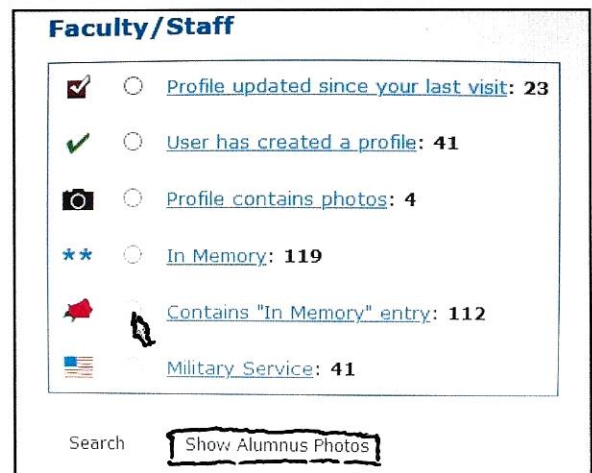 Faculty/Staff
Profile updated since your last visit: 23
User has created a profile: 41
Profile contains photos: 4
** In Memory: 119
Contains "In Memory" entry: 112
Military Service: 41
Search Show Alumnus Photos